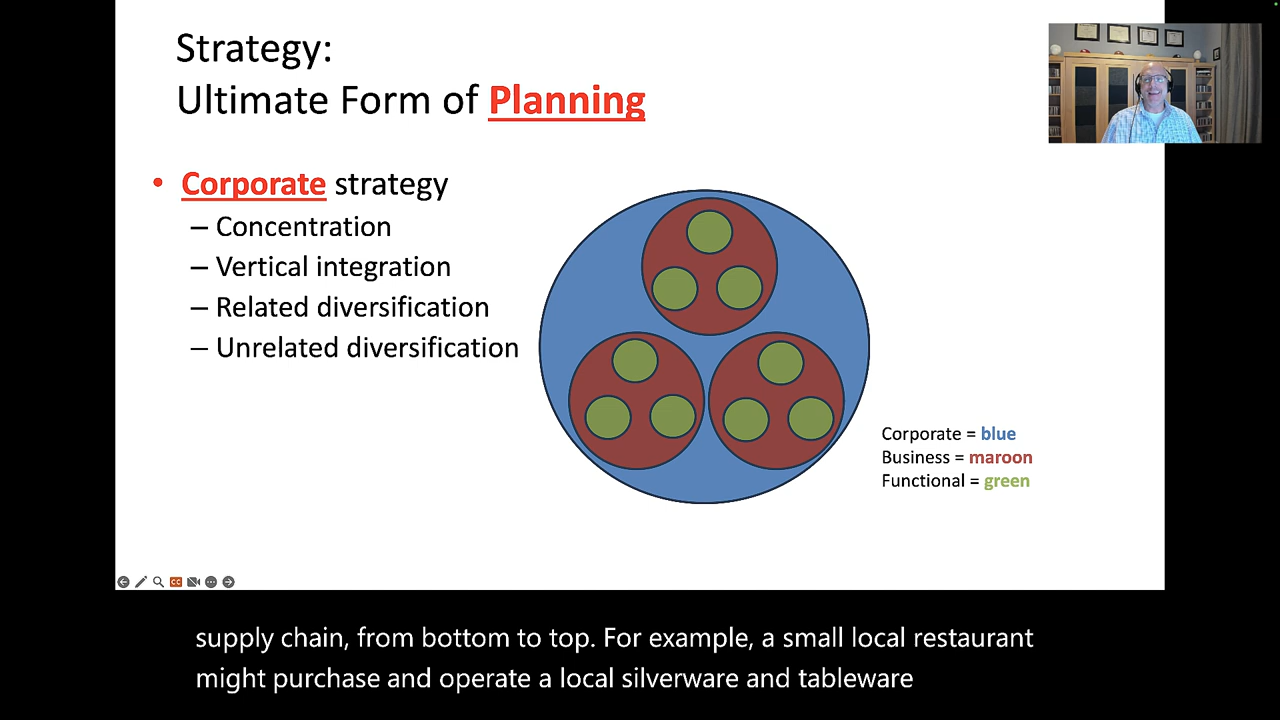 Strategy:
Ultimate Form of Planning
• Corporate strategy
– Concentration
– Vertical integration
– Related diversification
– Unrelated diversification
Corporate = blue
Business = maroon
Functional = green
CC
supply chain, from bottom to top. For example, a small local restaurant
might purchase and operate a local silverware and tableware